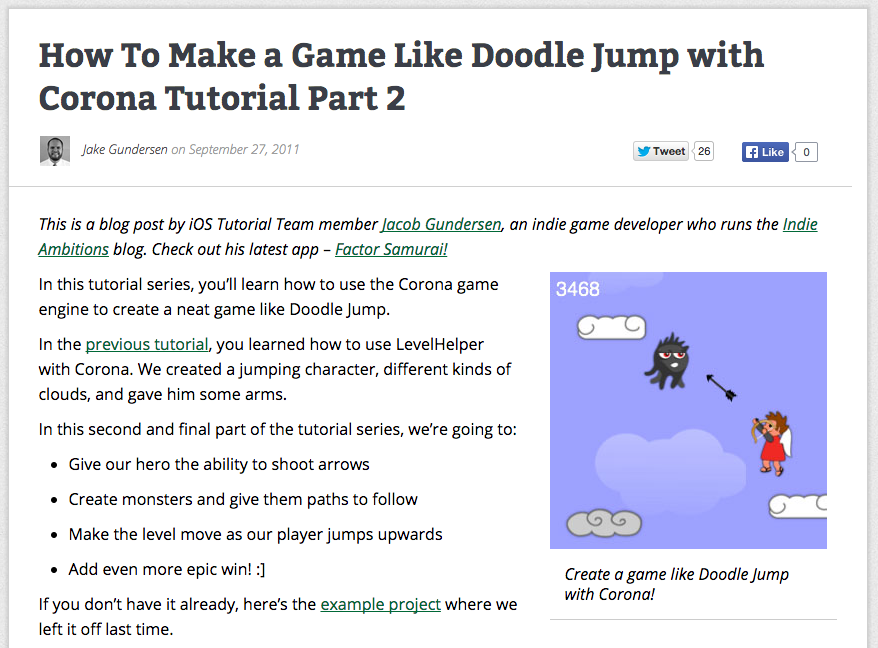 How To Make a Game Like Doodle Jump with
Corona Tutorial Part 2
Jake Gundersen on September 27, 2011
Tweet 26
Like 0
This is a blog post by iOS Tutorial Team member Jacob Gundersen, an indie game developer who runs the Indie
Ambitions blog. Check out his latest app – Factor Samurai!
In this tutorial series, you’ll learn how to use the Corona game
engine to create a neat game like Doodle Jump.
In the previous tutorial, you learned how to use LevelHelper
with Corona. We created a jumping character, different kinds of
clouds, and gave him some arms.
In this second and final part of the tutorial series, we’re going to:
• Give our hero the ability to shoot arrows
• Create monsters and give them paths to follow
• Make the level move as our player jumps upwards
• Add even more epic win! :]
If you don’t have it already, here’s the example project where we
left it off last time.
3468
Create a game like Doodle Jump
with Corona!